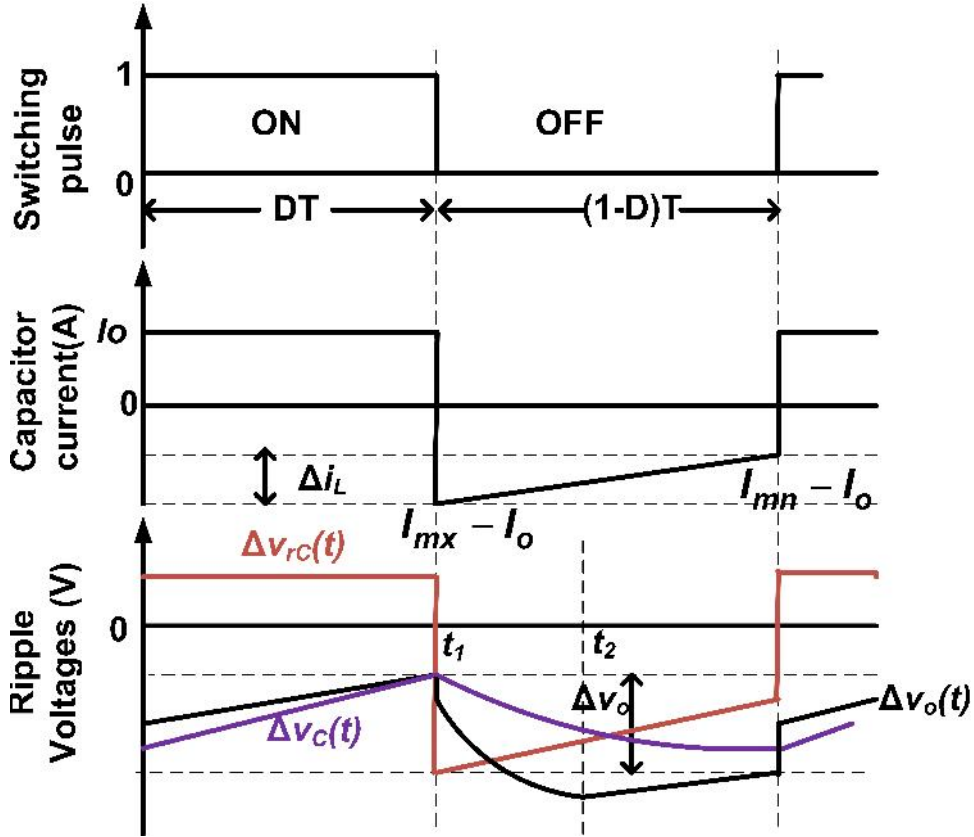 Switching
pulse
1
0
ON
OFF
DT
(1-D)T
Capacitor
current(A)
Io
0
ΔiL
Imx – Io
Imn – Io
Ripple
Voltages (V)
0
ΔvrC(t)
t1
t2
Δvo
ΔvC(t)
Δvo(t)